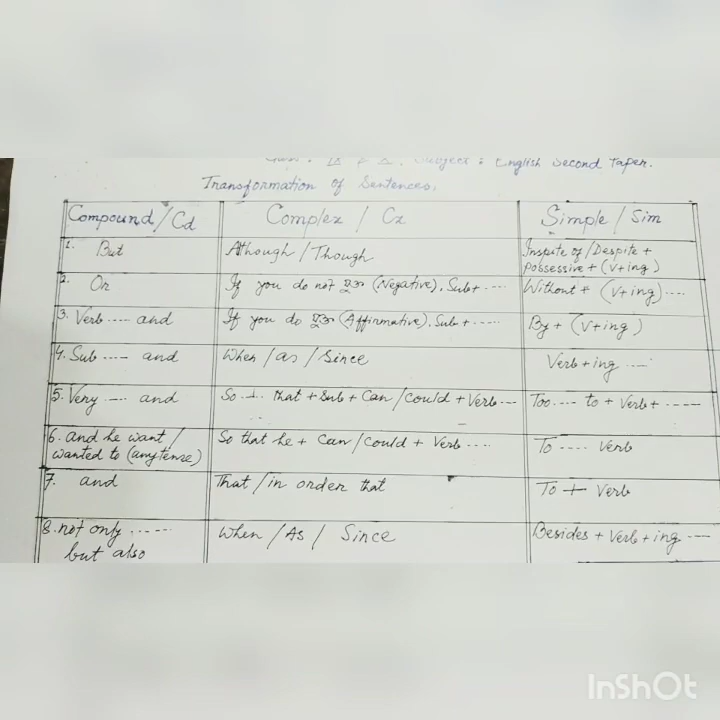 Class : IX & X. Subject : English Second Paper.
Transformation of Sentences.
Compound / Cd
Complex / Cx
Simple / Sim
1. But
Athough / Though
Inspite of / Despite +
possessive + (v+ing)
2. Or
If you do not (Negative), Sub + ....
Without + (v+ing) ....
3. Verb .... and
If you do (Affirmative), Sub + ....
By + (v+ing)
4. Sub .... and
When / as / Since
Verb + ing ....
5. Very .... and
So ... that + Sub + Can / Could + Verb ...
Too .... to + Verb + ....
6. and he want /
wanted to (any tense)
So that he + Can / Could + Verb ....
To .... Verb
7. and
That / in order that
To + Verb
8. not only .....
but also
When / As / Since
Besides + Verb + ing ...
InShOt